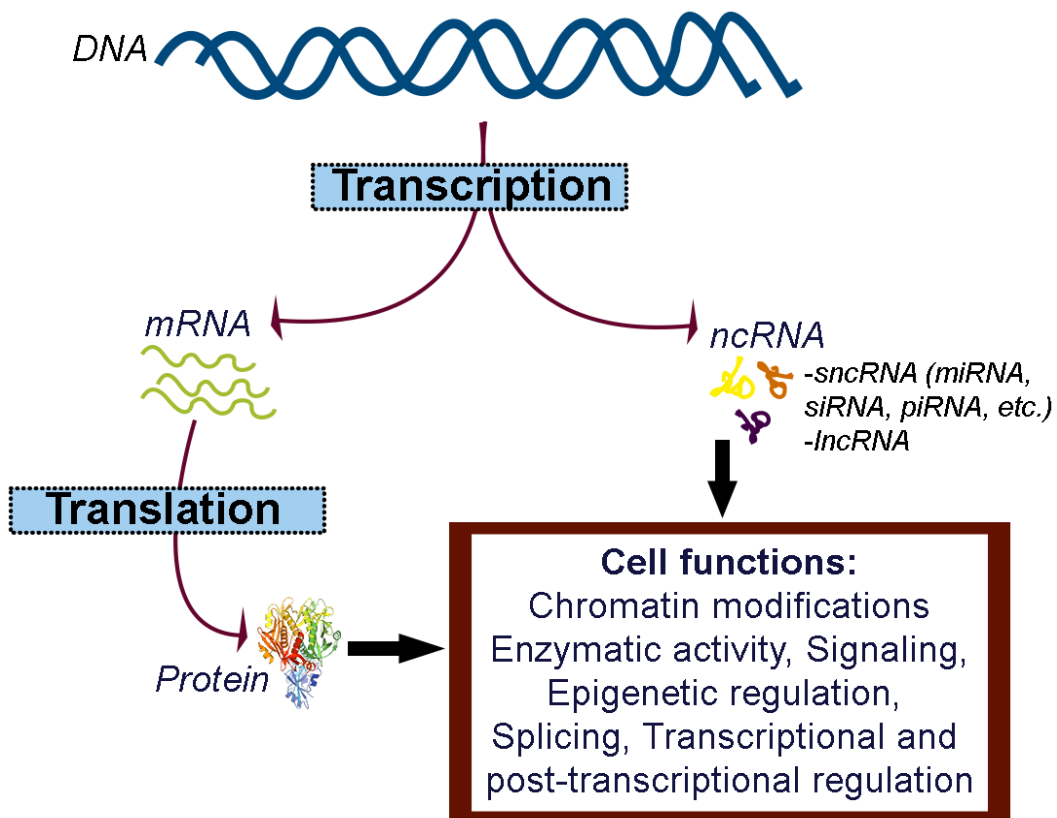 DNA
Transcription
mRNA
ncRNA
-sncRNA (miRNA,
siRNA, piRNA, etc.)
-lncRNA
Translation
Protein
Cell functions:
Chromatin modifications
Enzymatic activity, Signaling,
Epigenetic regulation,
Splicing, Transcriptional and
post-transcriptional regulation